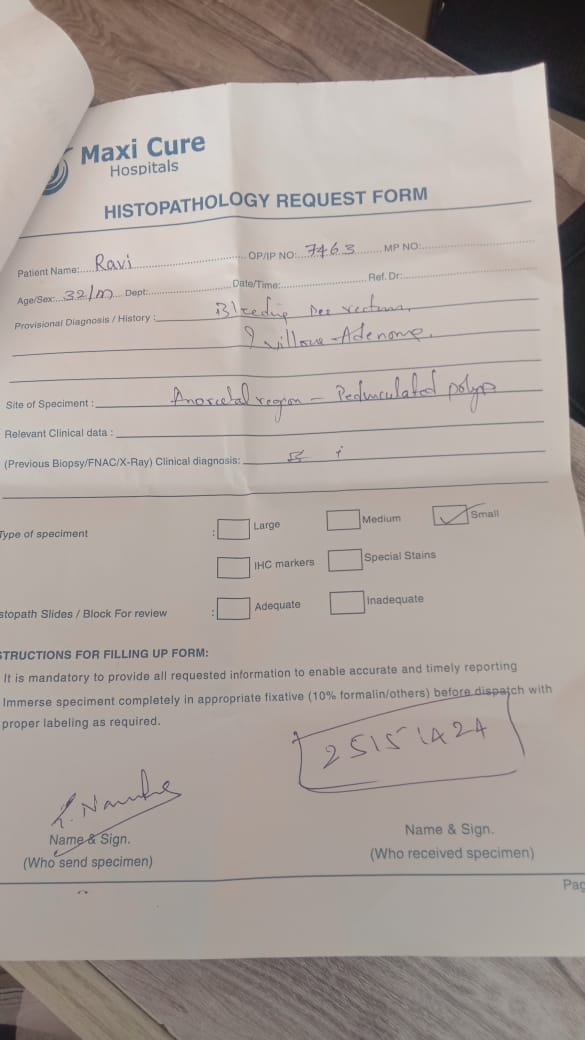 Maxi Cure
Hospitals
HISTOPATHOLOGY REQUEST FORM
Patient Name: Ravi OP/IP NO: 7463 MP NO:
Age/Sex: 32/m Dept: Date/Time: Ref. Dr:
Provisional Diagnosis / History : Bleeding per rectum,
? villous - Adenoma.
Site of Speciment : Anorectal region - Pedunculated polyp
Relevant Clinical data :
(Previous Biopsy/FNAC/X-Ray) Clinical diagnosis:
Type of speciment : Large Medium Small
IHC markers Special Stains
stopath Slides / Block For review : Adequate Inadequate
STRUCTIONS FOR FILLING UP FORM:
It is mandatory to provide all requested information to enable accurate and timely reporting
Immerse speciment completely in appropriate fixative (10% formalin/others) before dispatch with
proper labeling as required.
Name & Sign.
(Who send specimen)
Name & Sign.
(Who received specimen)
Pag